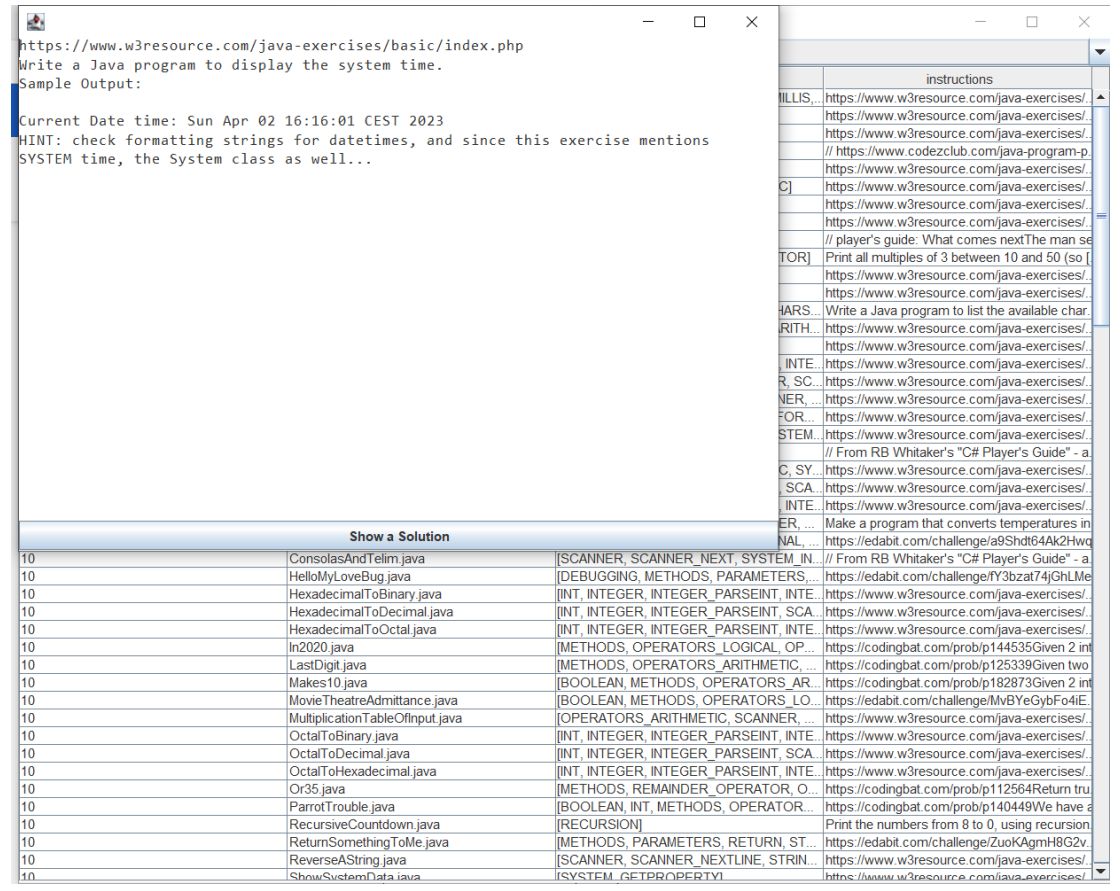 https://www.w3resource.com/java-exercises/basic/index.php
Write a Java program to display the system time.
Sample Output:
Current Date time: Sun Apr 02 16:16:01 CEST 2023
HINT: check formatting strings for datetimes, and since this exercise mentions
SYSTEM time, the System class as well...
Show a Solution
instructions
MILLIS,... https://www.w3resource.com/java-exercises/...
https://www.w3resource.com/java-exercises/...
https://www.w3resource.com/java-exercises/...
// https://www.codezclub.com/java-program-p...
https://www.w3resource.com/java-exercises/...
C] https://www.w3resource.com/java-exercises/...
https://www.w3resource.com/java-exercises/...
https://www.w3resource.com/java-exercises/...
// player's guide: What comes nextThe man se
TOR] Print all multiples of 3 between 10 and 50 (so [
https://www.w3resource.com/java-exercises/...
https://www.w3resource.com/java-exercises/...
HARS... Write a Java program to list the available char...
RITH... https://www.w3resource.com/java-exercises/...
https://www.w3resource.com/java-exercises/...
, INTE... https://www.w3resource.com/java-exercises/...
R, SC... https://www.w3resource.com/java-exercises/...
NER, ... https://www.w3resource.com/java-exercises/...
FOR... https://www.w3resource.com/java-exercises/...
STEM... https://www.w3resource.com/java-exercises/...
// From RB Whitaker's "C# Player's Guide" - a...
C, SY... https://www.w3resource.com/java-exercises/...
, SCA... https://www.w3resource.com/java-exercises/...
, INTE... https://www.w3resource.com/java-exercises/...
ER, ... Make a program that converts temperatures in
NAL, ... https://edabit.com/challenge/a9Shdt64Ak2Hwq
10 ConsolasAndTelim.java [SCANNER, SCANNER_NEXT, SYSTEM_IN... // From RB Whitaker's "C# Player's Guide" - a...
10 HelloMyLoveBug.java [DEBUGGING, METHODS, PARAMETERS,... https://edabit.com/challenge/fY3bzat74jGhLMe
10 HexadecimalToBinary.java [INT, INTEGER, INTEGER_PARSEINT, INTE... https://www.w3resource.com/java-exercises/...
10 HexadecimalToDecimal.java [INT, INTEGER, INTEGER_PARSEINT, SCA... https://www.w3resource.com/java-exercises/...
10 HexadecimalToOctal.java [INT, INTEGER, INTEGER_PARSEINT, INTE... https://www.w3resource.com/java-exercises/...
10 In2020.java [METHODS, OPERATORS_LOGICAL, OP... https://codingbat.com/prob/p144535Given 2 int
10 LastDigit.java [METHODS, OPERATORS_ARITHMETIC, ... https://codingbat.com/prob/p125339Given two
10 Makes10.java [BOOLEAN, METHODS, OPERATORS_AR... https://codingbat.com/prob/p182873Given 2 int
10 MovieTheatreAdmittance.java [BOOLEAN, METHODS, OPERATORS_LO... https://edabit.com/challenge/MvBYeGybFo4iE...
10 MultiplicationTableOfInput.java [OPERATORS_ARITHMETIC, SCANNER, ... https://www.w3resource.com/java-exercises/...
10 OctalToBinary.java [INT, INTEGER, INTEGER_PARSEINT, INTE... https://www.w3resource.com/java-exercises/...
10 OctalToDecimal.java [INT, INTEGER, INTEGER_PARSEINT, SCA... https://www.w3resource.com/java-exercises/...
10 OctalToHexadecimal.java [INT, INTEGER, INTEGER_PARSEINT, INTE... https://www.w3resource.com/java-exercises/...
10 Or35.java [METHODS, REMAINDER_OPERATOR, O... https://codingbat.com/prob/p112564Return tru...
10 ParrotTrouble.java [BOOLEAN, INT, METHODS, OPERATOR... https://codingbat.com/prob/p140449We have a
10 RecursiveCountdown.java [RECURSION] Print the numbers from 8 to 0, using recursion.
10 ReturnSomethingToMe.java [METHODS, PARAMETERS, RETURN, ST... https://edabit.com/challenge/ZuoKAgmH8G2v...
10 ReverseAString.java [SCANNER, SCANNER_NEXTLINE, STRIN... https://www.w3resource.com/java-exercises/...
10 ShowSystemData.java [SYSTEM_GETPROPERTY] https://www.w3resource.com/java-exercises/...